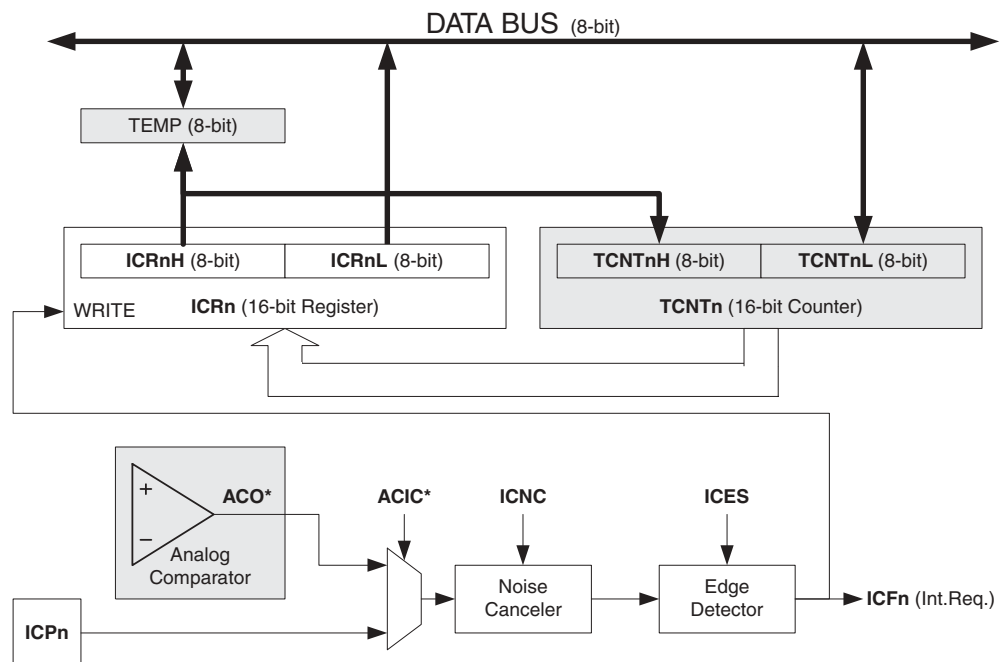 DATA BUS (8-bit)
TEMP (8-bit)
ICRnH (8-bit)
ICRnL (8-bit)
TCNTnH (8-bit)
TCNTnL (8-bit)
WRITE
ICRn (16-bit Register)
TCNTn (16-bit Counter)
+
−
ACO*
Analog
Comparator
ACIC*
ICNC
ICES
Noise
Canceler
Edge
Detector
ICFn (Int.Req.)
ICPn